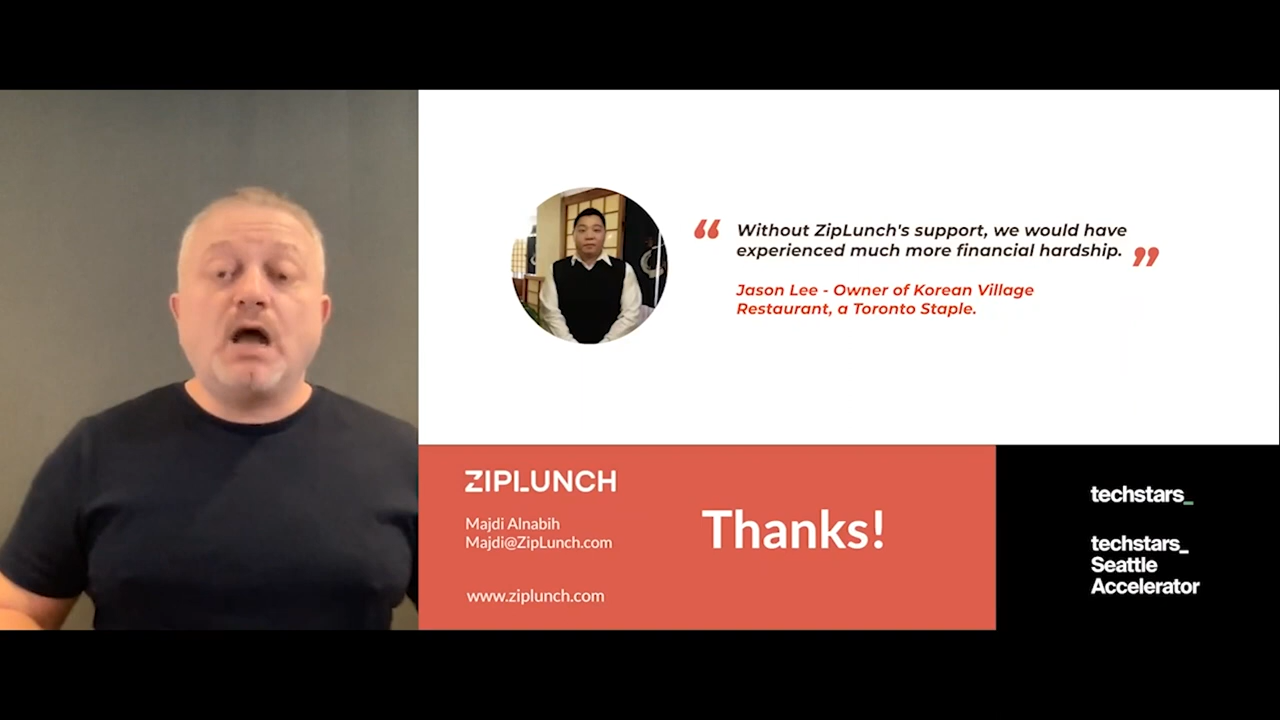 Without ZipLunch's support, we would have
experienced much more financial hardship.
Jason Lee - Owner of Korean Village
Restaurant, a Toronto Staple.
ZIPLUNCH
Majdi Alnabih
Majdi@ZipLunch.com
www.ziplunch.com
Thanks!
techstars_
techstars_
Seattle
Accelerator